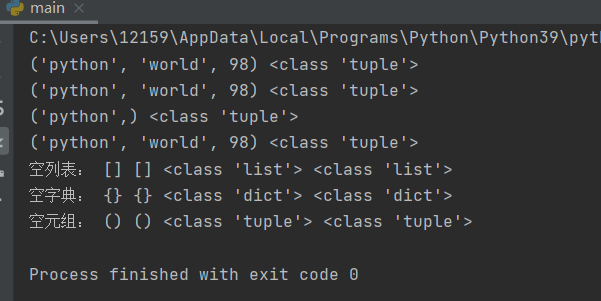 main
C:\Users\12159\AppData\Local\Programs\Python\Python39\pyt
('python', 'world', 98) <class 'tuple'>
('python', 'world', 98) <class 'tuple'>
('python',) <class 'tuple'>
('python', 'world', 98) <class 'tuple'>
空列表： [] [] <class 'list'> <class 'list'>
空字典： {} {} <class 'dict'> <class 'dict'>
空元组： () () <class 'tuple'> <class 'tuple'>
Process finished with exit code 0